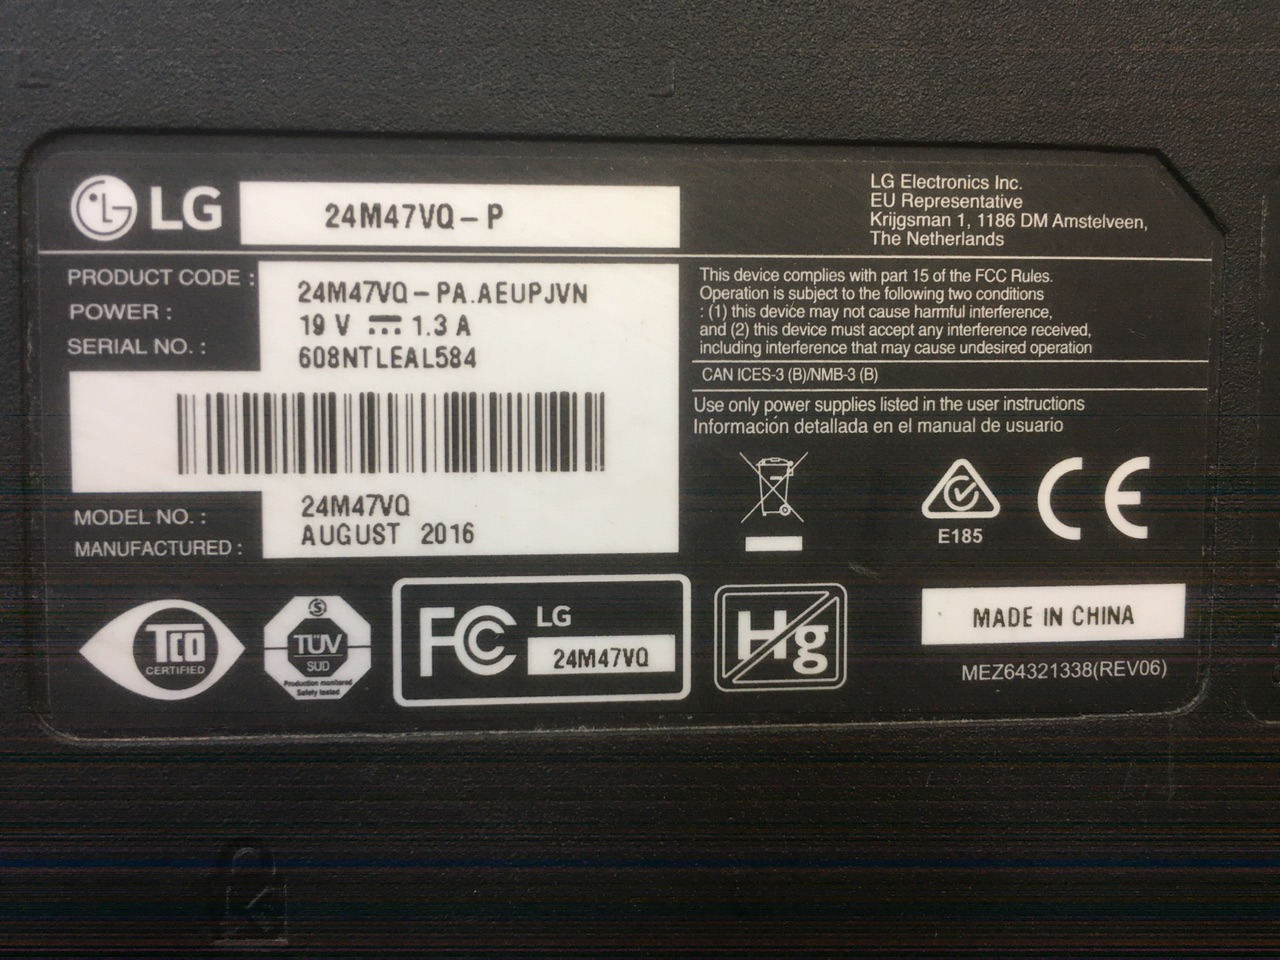 LG
24M47VQ-P
LG Electronics Inc.
EU Representative
Krijgsman 1, 1186 DM Amstelveen,
The Netherlands
PRODUCT CODE : 24M47VQ-PA.AEUPJVN
POWER : 19 V 1.3 A
SERIAL NO. : 608NTLEAL584
MODEL NO. : 24M47VQ
MANUFACTURED : AUGUST 2016
This device complies with part 15 of the FCC Rules.
Operation is subject to the following two conditions
: (1) this device may not cause harmful interference,
and (2) this device must accept any interference received,
including interference that may cause undesired operation
CAN ICES-3 (B)/NMB-3 (B)
Use only power supplies listed in the user instructions
Información detallada en el manual de usuario
E185
CE
TCO
CERTIFIED
S
TÜV
SUD
Production monitored
Safety tested
FC
LG
24M47VQ
Hg
MADE IN CHINA
MEZ64321338(REV06)